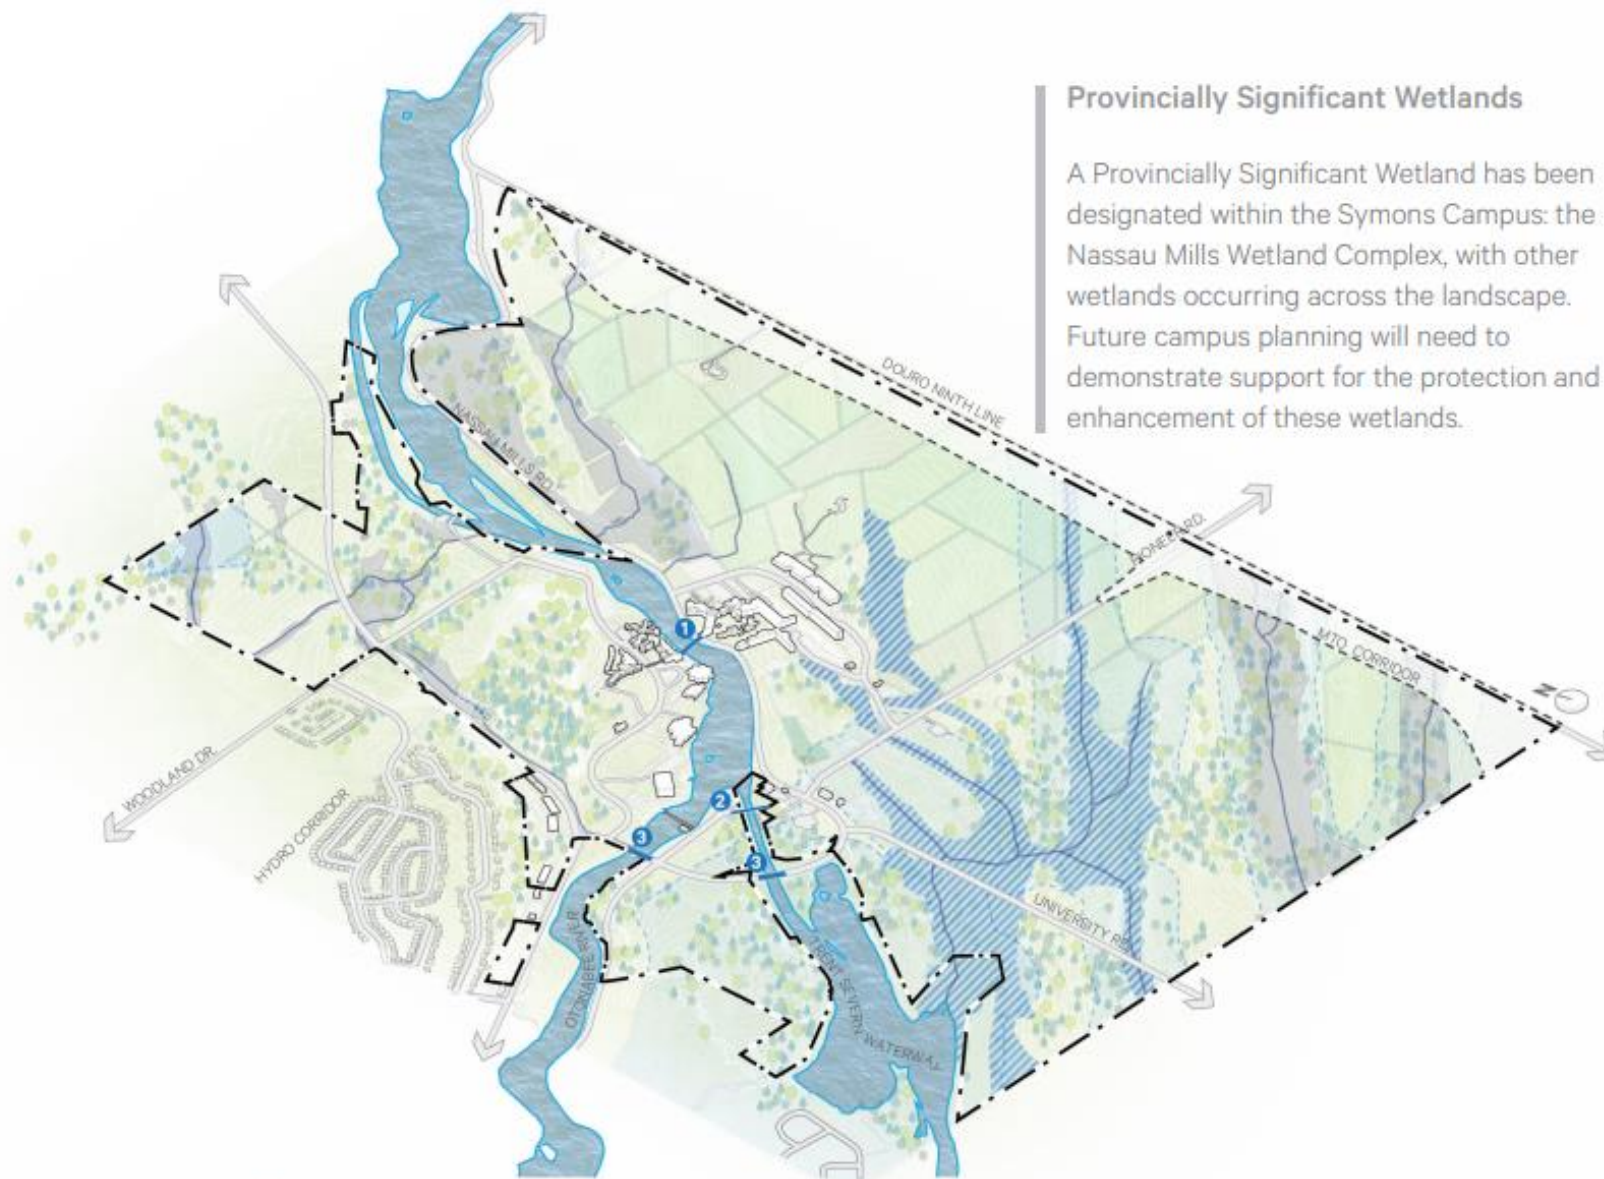 Provincially Significant Wetlands
A Provincially Significant Wetland has been
designated within the Symons Campus: the
Nassau Mills Wetland Complex, with other
wetlands occurring across the landscape.
Future campus planning will need to
demonstrate support for the protection and
enhancement of these wetlands.
DOURO NINTH LINE
NASSAU MILLS RD.
PIONEER RD.
MTO CORRIDOR
N
1
WOODLAND DR
2
3
3
HYDRO CORRIDOR
UNIVERSITY RD
OTONABEE RIVER
TRENT SEVERN WATERWAY